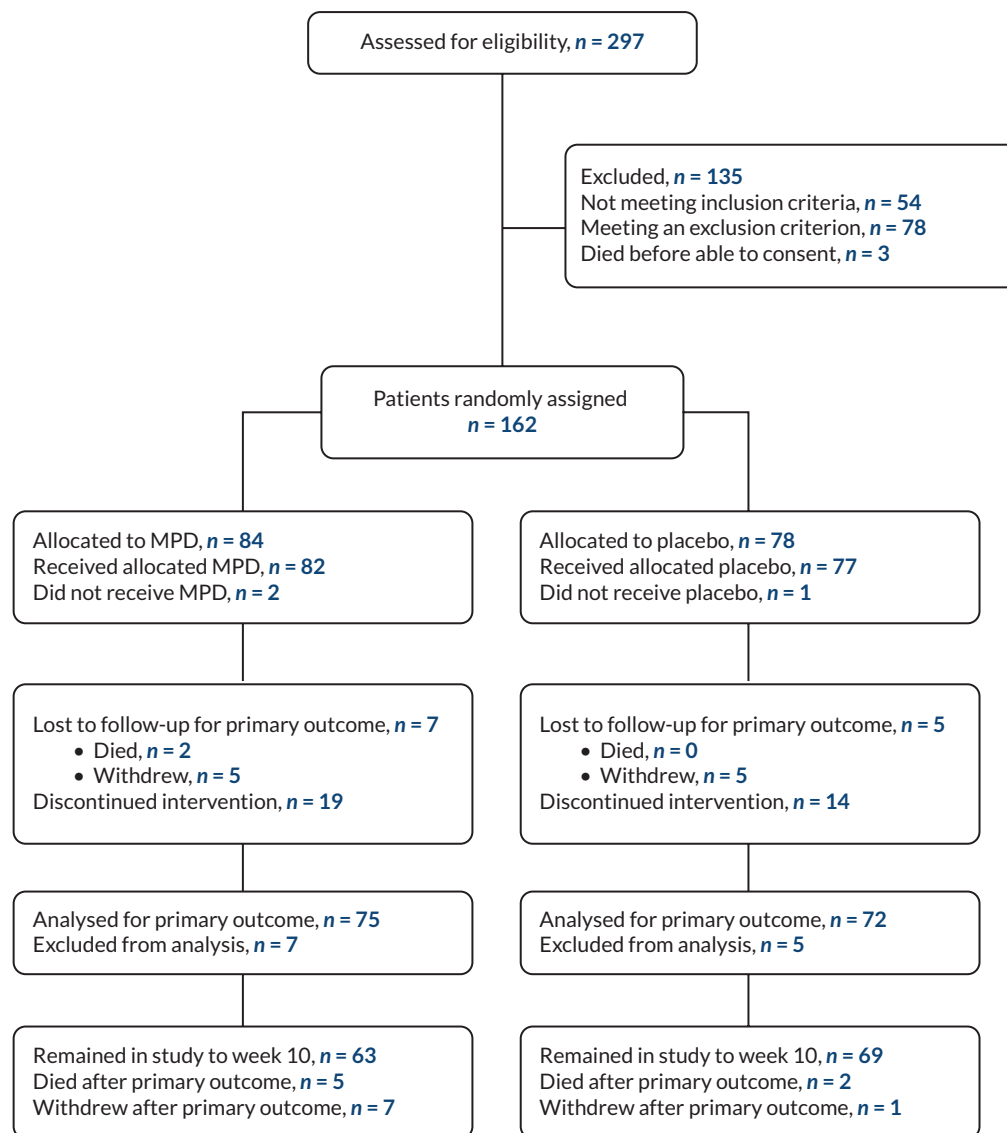 Assessed for eligibility, n = 297
Excluded, n = 135
Not meeting inclusion criteria, n = 54
Meeting an exclusion criterion, n = 78
Died before able to consent, n = 3
Patients randomly assigned
n = 162
Allocated to MPD, n = 84
Received allocated MPD, n = 82
Did not receive MPD, n = 2
Allocated to placebo, n = 78
Received allocated placebo, n = 77
Did not receive placebo, n = 1
Lost to follow-up for primary outcome, n = 7
• Died, n = 2
• Withdrew, n = 5
Discontinued intervention, n = 19
Lost to follow-up for primary outcome, n = 5
• Died, n = 0
• Withdrew, n = 5
Discontinued intervention, n = 14
Analysed for primary outcome, n = 75
Excluded from analysis, n = 7
Analysed for primary outcome, n = 72
Excluded from analysis, n = 5
Remained in study to week 10, n = 63
Died after primary outcome, n = 5
Withdrew after primary outcome, n = 7
Remained in study to week 10, n = 69
Died after primary outcome, n = 2
Withdrew after primary outcome, n = 1